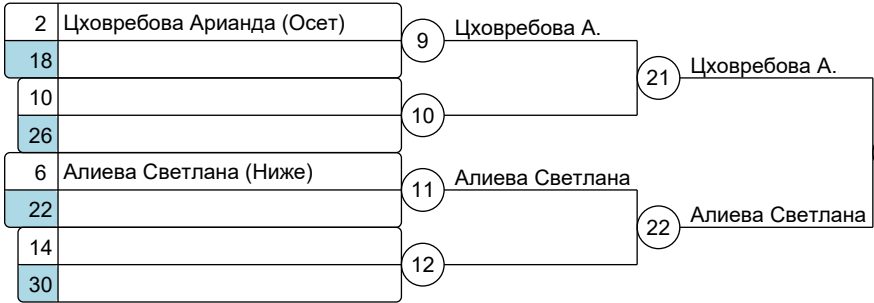 2 Цховребова Арианда (Осет)
18
9 Цховребова А.
10
26
10
21 Цховребова А.
6 Алиева Светлана (Ниже)
22
11 Алиева Светлана
14
30
12
22 Алиева Светлана